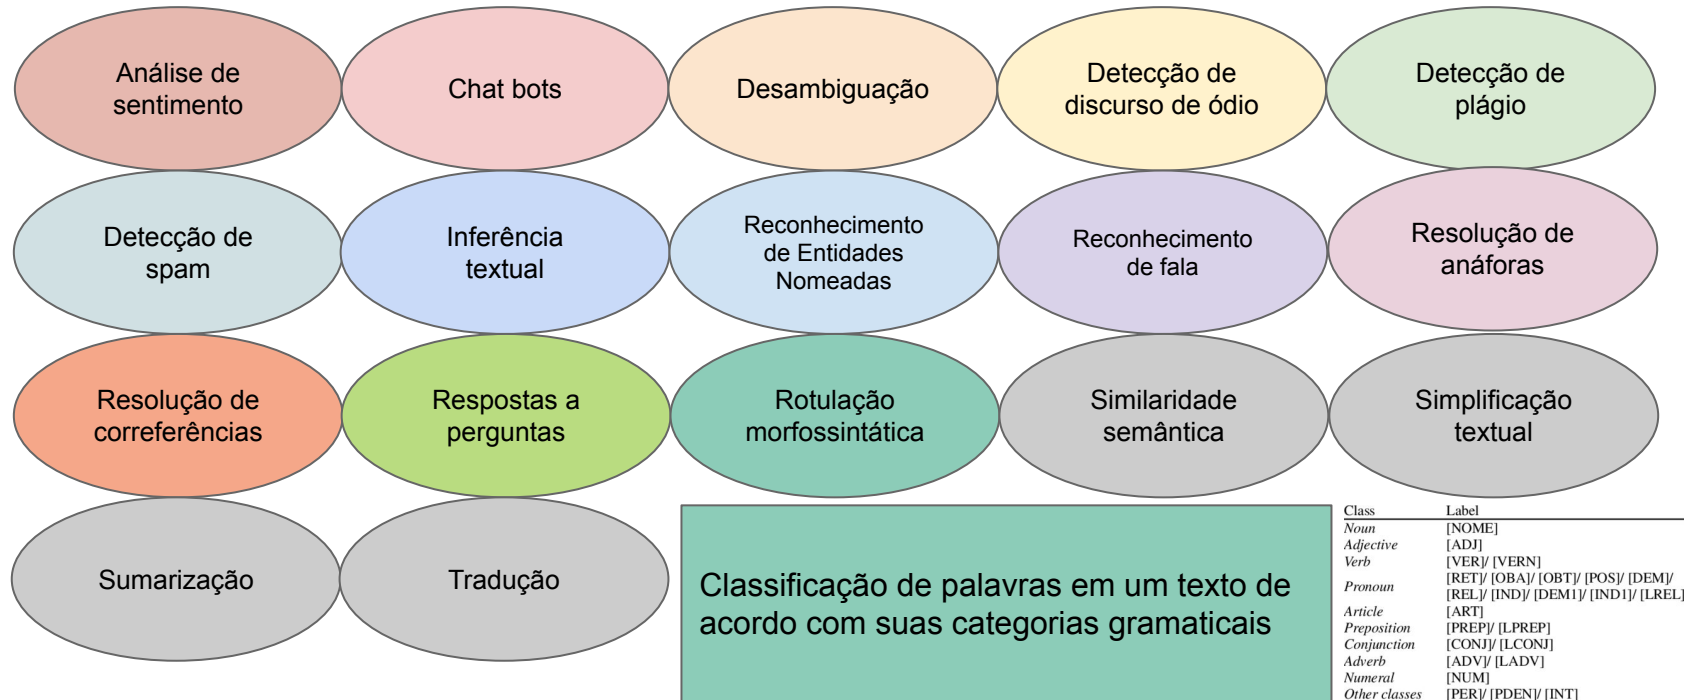 Análise de
sentimento
Chat bots
Desambiguação
Detecção de
discurso de ódio
Detecção de
plágio
Detecção de
spam
Inferência
textual
Reconhecimento
de Entidades
Nomeadas
Reconhecimento
de fala
Resolução de
anáforas
Resolução de
correferências
Respostas a
perguntas
Rotulação
morfossintática
Similaridade
semântica
Simplificação
textual
Sumarização
Tradução
Classificação de palavras em um texto de
acordo com suas categorias gramaticais
Class Label
Noun [NOME]
Adjective [ADJ]
Verb [VER]/ [VERN]
Pronoun [RET]/ [OBA]/ [OBT]/ [POS]/ [DEM]/
[REL]/ [IND]/ [DEM1]/ [IND1]/ [LREL]
Article [ART]
Preposition [PREP]/ [LPREP]
Conjunction [CONJ]/ [LCONJ]
Adverb [ADV]/ [LADV]
Numeral [NUM]
Other classes [PER]/ [PDEN]/ [INT]